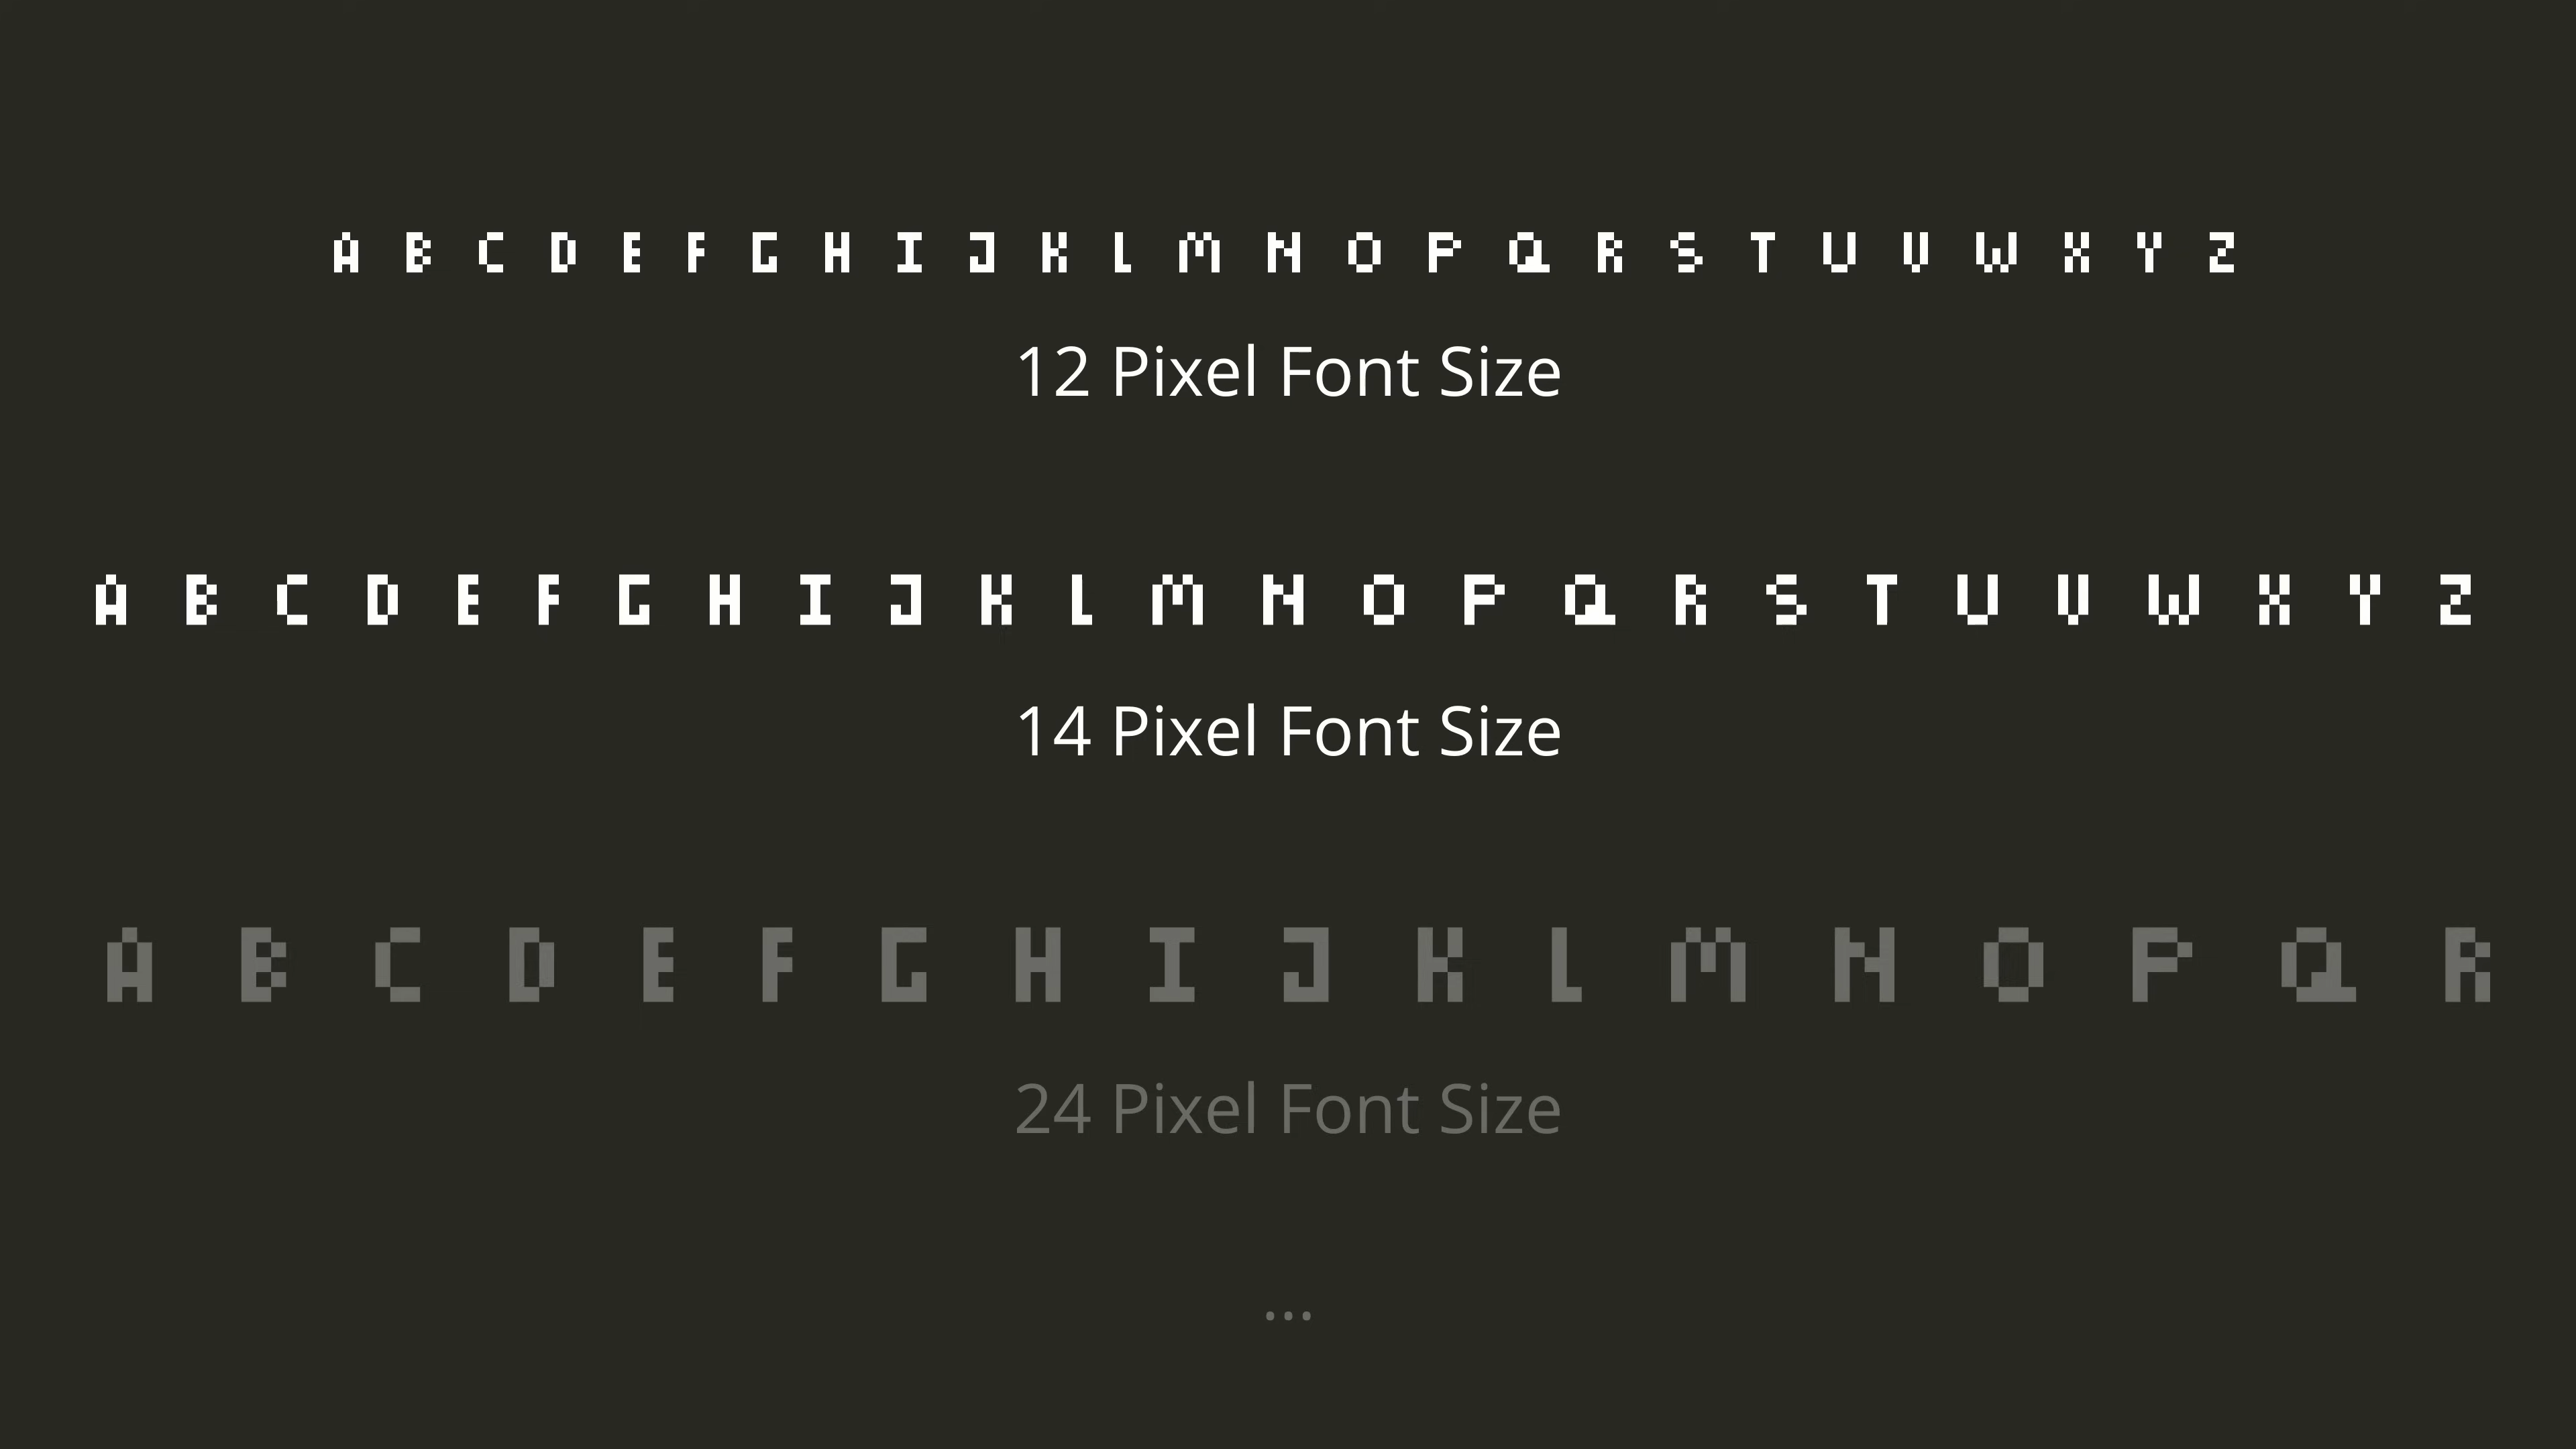 A B C D E F G H I J K L M N O P Q R S T U V W X Y Z
12 Pixel Font Size
A B C D E F G H I J K L M N O P Q R S T U V W X Y Z
14 Pixel Font Size
A B C D E F G H I J K L M N O P Q R
24 Pixel Font Size
...